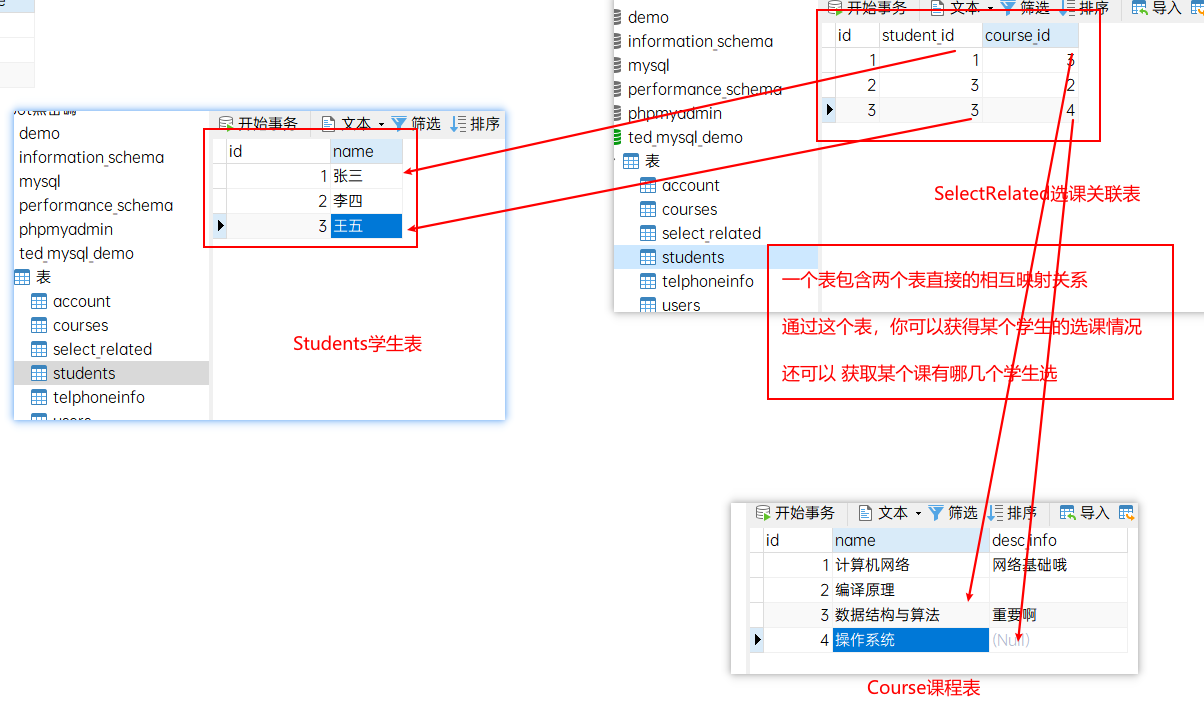 demo
information_schema
mysql
performance_schema
phpmyadmin
ted_mysql_demo
表
account
courses
select_related
students
telphoneinfo
开始事务 文本 筛选 排序
id name
1 张三
2 李四
3 王五
Students学生表
demo
information_schema
mysql
performance_schema
phpmyadmin
ted_mysql_demo
表
account
courses
select_related
students
telphoneinfo
users
开始事务 文本 筛选 排序 导入
id student_id course_id
1 1 3
2 3 2
3 3 4
SelectRelated选课关联表
一个表包含两个表直接的相互映射关系
通过这个表，你可以获得某个学生的选课情况
还可以 获取某个课有哪几个学生选
开始事务 文本 筛选 排序 导入
id name desc_info
1 计算机网络 网络基础哦
2 编译原理
3 数据结构与算法 重要啊
4 操作系统 (Null)
Course课程表